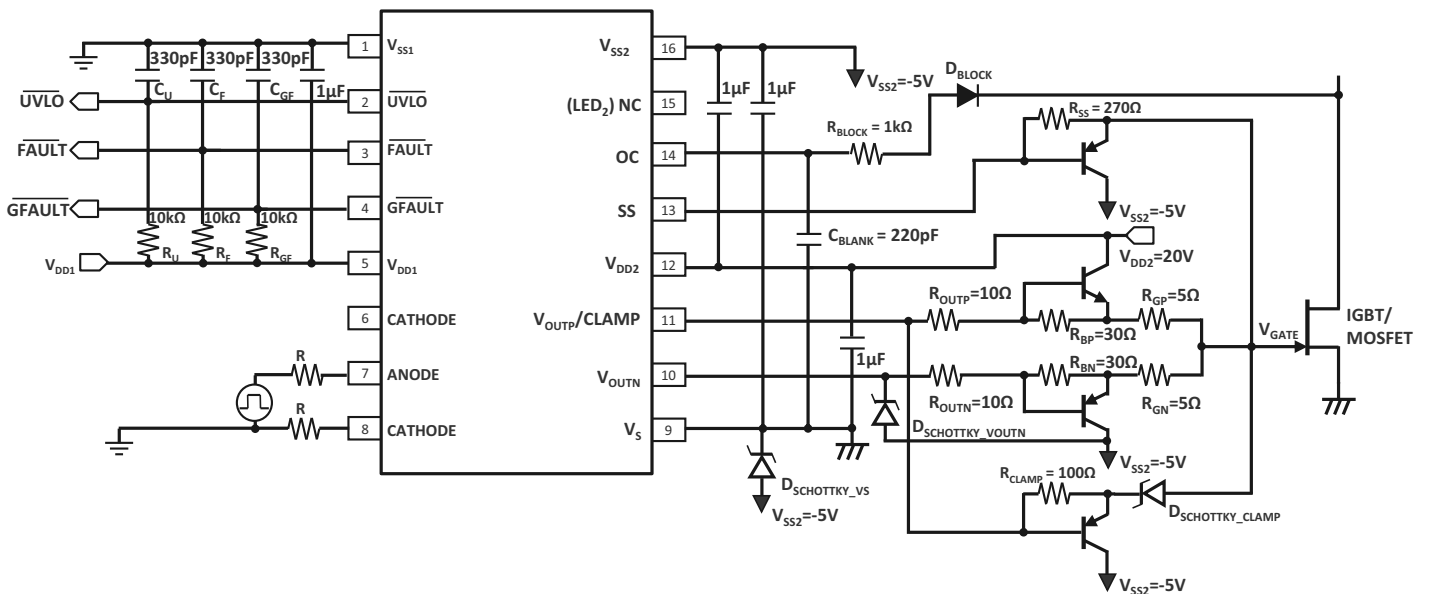 330pF 330pF 330pF
C_U C_F C_GF 1µF
UVLO
FAULT
GFAULT
10kΩ 10kΩ 10kΩ
R_U R_F R_GF
V_DD1
R
R
1 V_SS1
2 UVLO
3 FAULT
4 GFAULT
5 V_DD1
6 CATHODE
7 ANODE
8 CATHODE
V_SS2 16
(LED_2) NC 15
OC 14
SS 13
V_DD2 12
V_OUTP/CLAMP 11
V_OUTN 10
V_S 9
1µF 1µF
V_SS2=-5V
D_BLOCK
R_BLOCK = 1kΩ
R_SS = 270Ω
V_SS2=-5V
C_BLANK = 220pF
V_DD2=20V
R_OUTP=10Ω
R_GP=5Ω
R_BP=30Ω
1µF
V_GATE
IGBT/
MOSFET
R_BN=30Ω
R_OUTN=10Ω
R_GN=5Ω
D_SCHOTTKY_VOUTN
V_SS2=-5V
D_SCHOTTKY_VS
V_SS2=-5V
R_CLAMP = 100Ω
D_SCHOTTKY_CLAMP
V_SS2=-5V